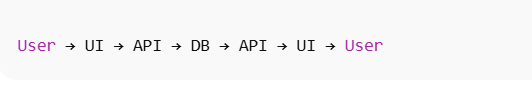 User → UI → API → DB → API → UI → User